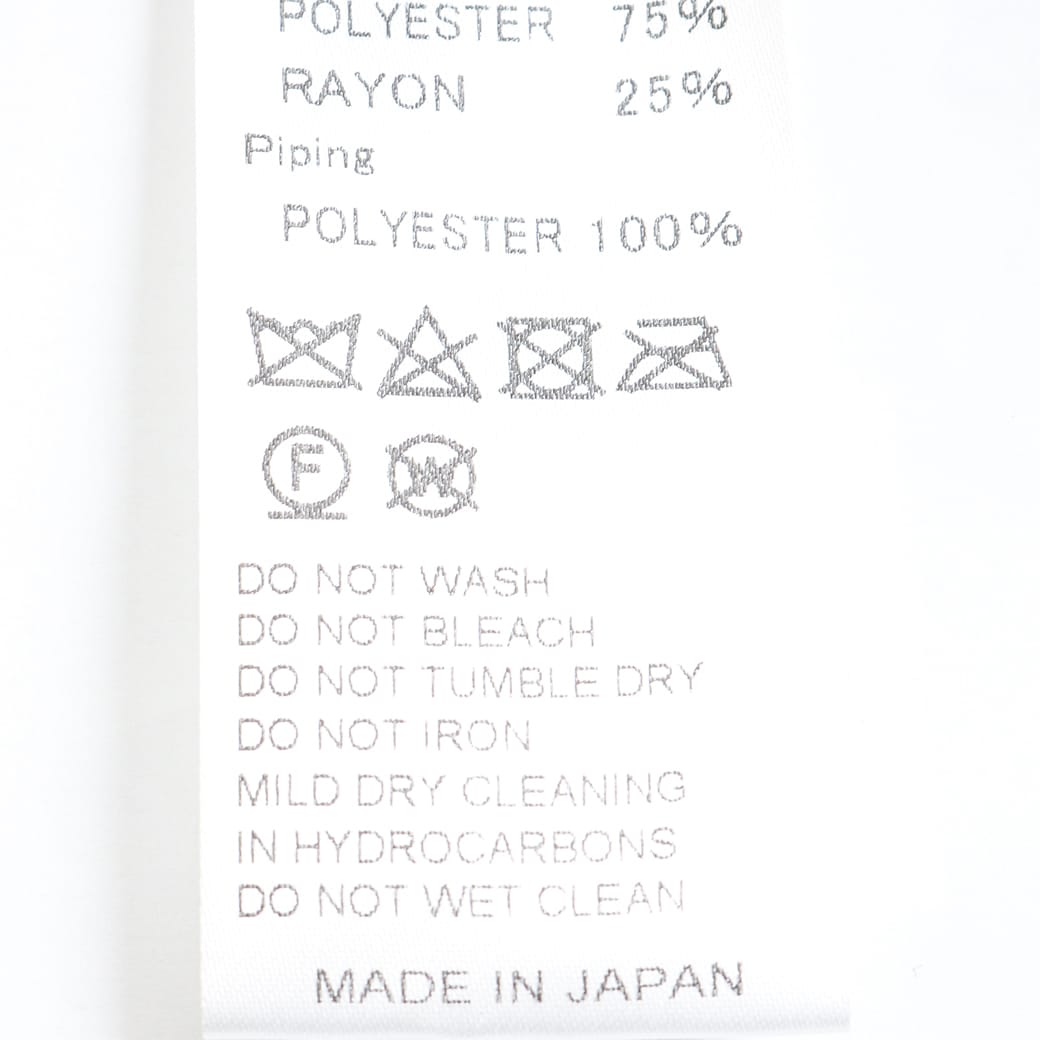 POLYESTER 75%
RAYON 25%
Piping
POLYESTER 100%
F W
DO NOT WASH
DO NOT BLEACH
DO NOT TUMBLE DRY
DO NOT IRON
MILD DRY CLEANING
IN HYDROCARBONS
DO NOT WET CLEAN
MADE IN JAPAN